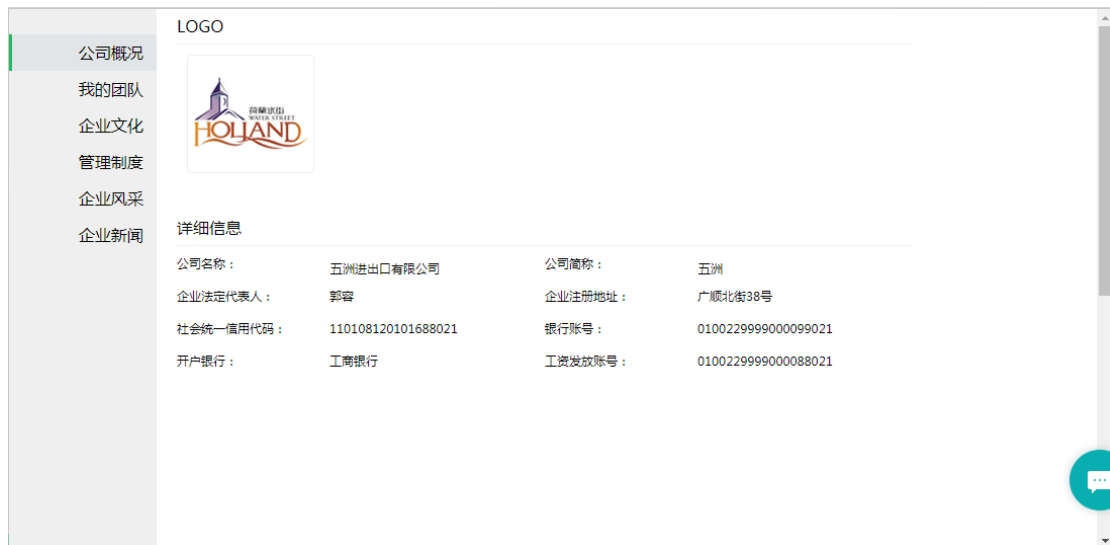 LOGO
公司概况
我的团队
企业文化
管理制度
企业风采
企业新闻
荷蘭水街
WATER STREET
HOLLAND
详细信息
公司名称： 五洲进出口有限公司 公司简称： 五洲
企业法定代表人： 郭容 企业注册地址： 广顺北街38号
社会统一信用代码： 110108120101688021 银行账号： 0100229999000099021
开户银行： 工商银行 工资发放账号： 0100229999000088021